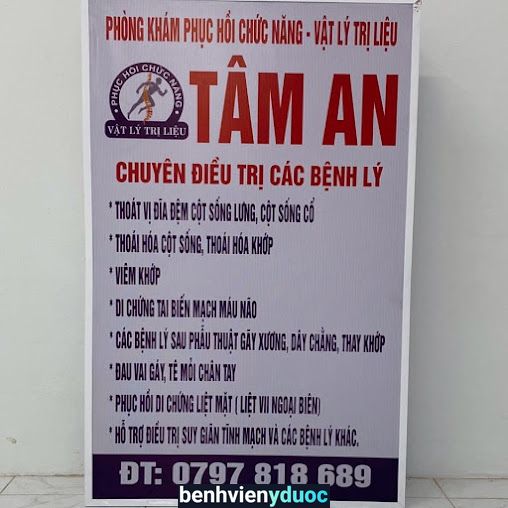 PHÒNG KHÁM PHỤC HỒI CHỨC NĂNG - VẬT LÝ TRỊ LIỆU
PHỤC HỒI CHỨC NĂNG
VẬT LÝ TRỊ LIỆU
TÂM AN
CHUYÊN ĐIỀU TRỊ CÁC BỆNH LÝ
* THOÁT VỊ ĐĨA ĐỆM CỘT SỐNG LƯNG, CỘT SỐNG CỔ
* THOÁI HÓA CỘT SỐNG, THOÁI HÓA KHỚP
* VIÊM KHỚP
* DI CHỨNG TAI BIẾN MẠCH MÁU NÃO
* CÁC BỆNH LÝ SAU PHẪU THUẬT GÃY XƯƠNG, DÂY CHẰNG, THAY KHỚP
* ĐAU VAI GÁY, TÊ MỎI CHÂN TAY
* PHỤC HỒI DI CHỨNG LIỆT MẶT ( LIỆT VII NGOẠI BIÊN)
* HỖ TRỢ ĐIỀU TRỊ SUY GIÃN TĨNH MẠCH VÀ CÁC BỆNH LÝ KHÁC.
ĐT: 0797 818 689
benhvienyduoc